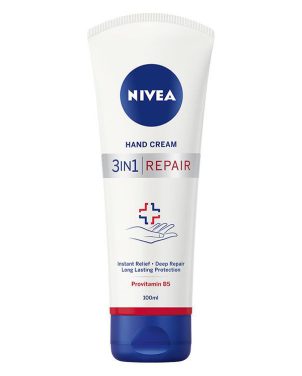 NIVEA
HAND CREAM
3IN1 | REPAIR
Instant Relief • Deep Repair
Long Lasting Protection
Provitamin B5
100ml